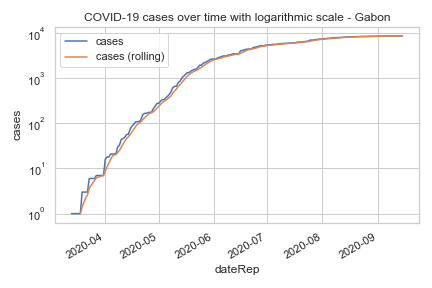 COVID-19 cases over time with logarithmic scale - Gabon
cases
cases (rolling)
10⁴
10³
10²
10¹
10⁰
cases
2020-04
2020-05
2020-06
2020-07
2020-08
2020-09
dateRep